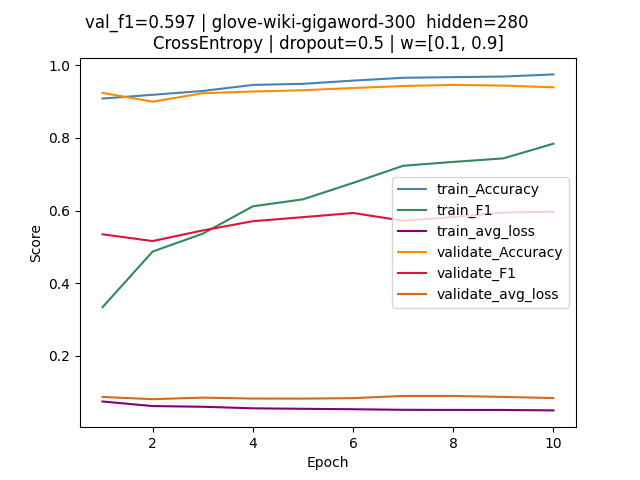 val_f1=0.597 | glove-wiki-gigaword-300  hidden=280
CrossEntropy | dropout=0.5 | w=[0.1, 0.9]
1.0
0.8
0.6
0.4
0.2
Score
train_Accuracy
train_F1
train_avg_loss
validate_Accuracy
validate_F1
validate_avg_loss
2
4
6
8
10
Epoch